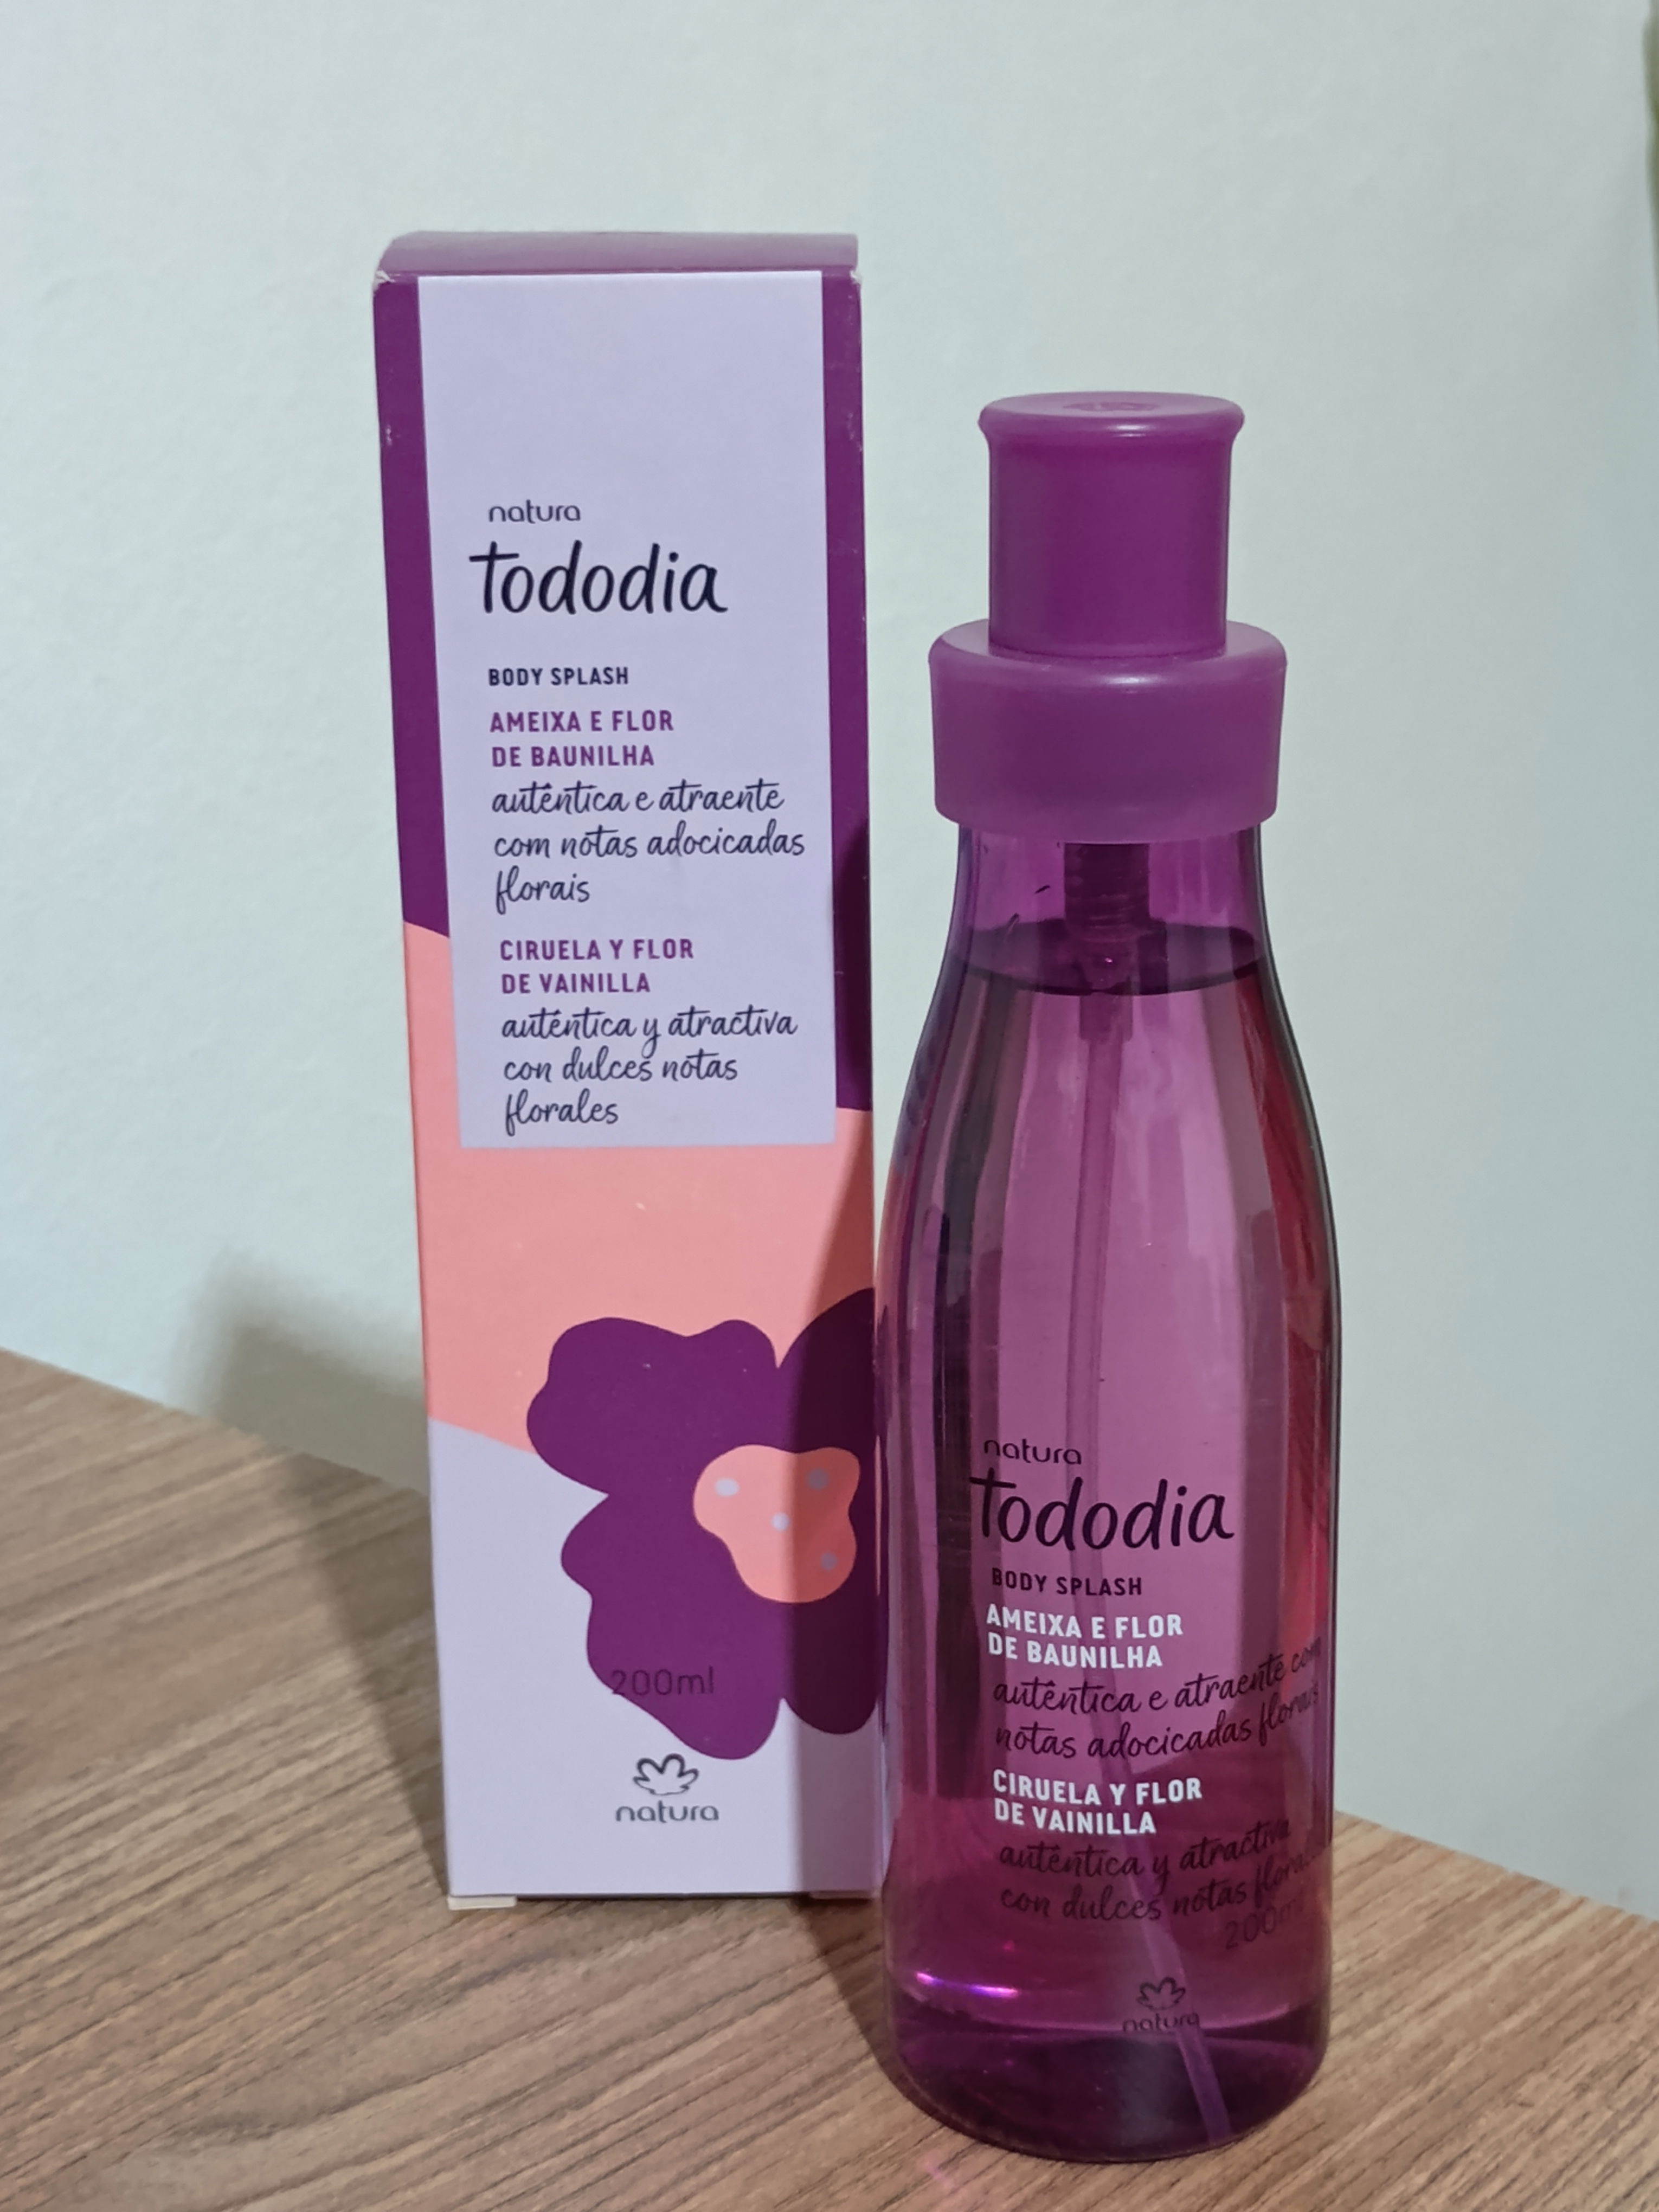 natura
Tododia
BODY SPLASH
AMEIXA E FLOR
DE BAUNILHA
autêntica e atraente
com notas adocicadas
florais
CIRUELA Y FLOR
DE VAINILLA
auténtica y atractiva
con dulces notas
florales
200ml
natura
natura
Tododia
BODY SPLASH
AMEIXA E FLOR
DE BAUNILHA
autêntica e atraente com
notas adocicadas florais
CIRUELA Y FLOR
DE VAINILLA
auténtica y atractiva
con dulces notas florales
200ml
natura